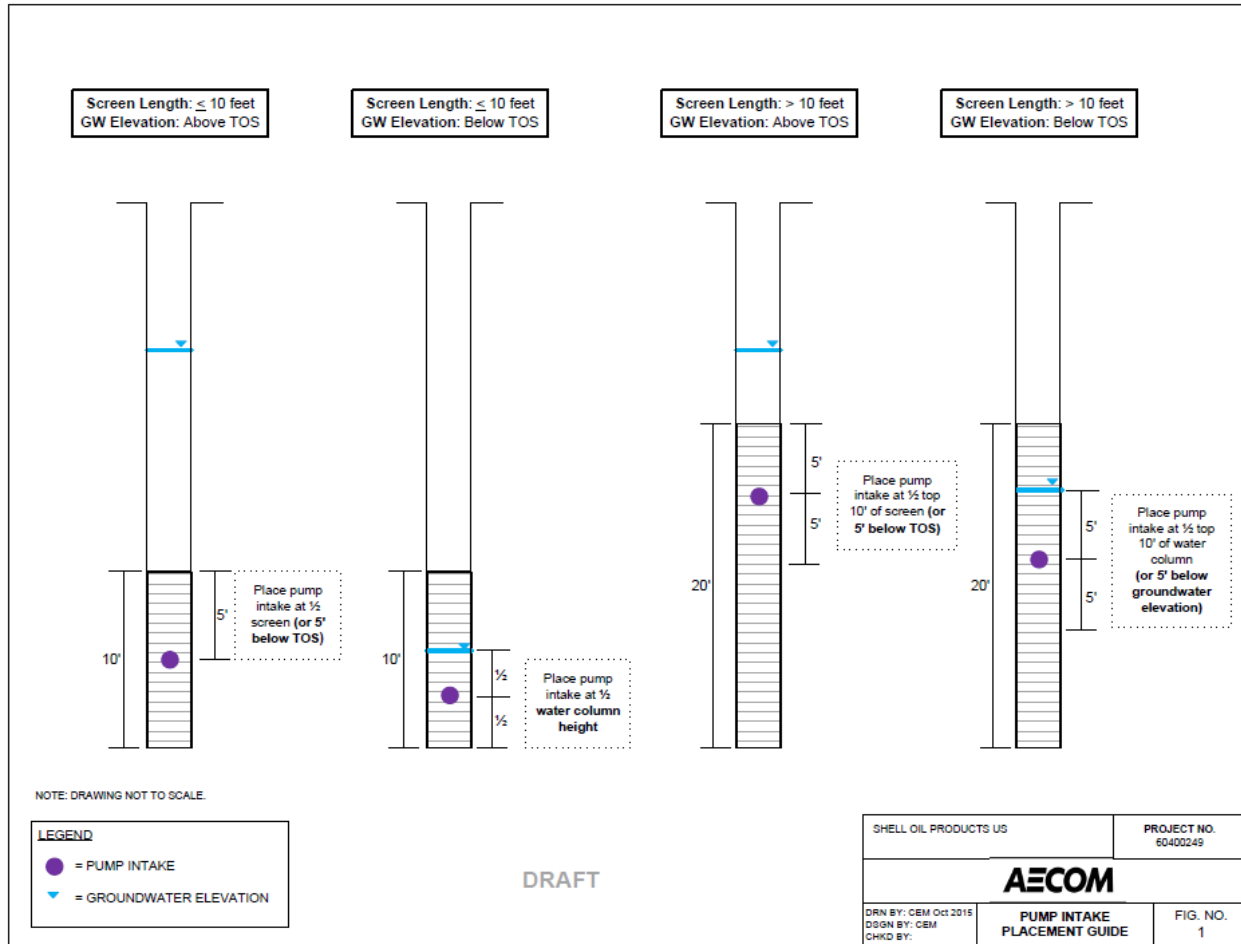 Screen Length: < 10 feet
GW Elevation: Above TOS
Screen Length: < 10 feet
GW Elevation: Below TOS
Screen Length: > 10 feet
GW Elevation: Above TOS
Screen Length: > 10 feet
GW Elevation: Below TOS
10'
5'
Place pump
intake at ½
screen (or 5'
below TOS)
10'
½
½
Place pump
intake at ½
water column
height
20'
5'
5'
Place pump
intake at ½ top
10' of screen (or
5' below TOS)
20'
5'
5'
Place pump
intake at ½ top
10' of water
column
(or 5' below
groundwater
elevation)
NOTE: DRAWING NOT TO SCALE.
LEGEND
= PUMP INTAKE
= GROUNDWATER ELEVATION
DRAFT
SHELL OIL PRODUCTS US
PROJECT NO.
60400249
AECOM
DRN BY: CEM Oct 2015
DSGN BY: CEM
CHKD BY:
PUMP INTAKE
PLACEMENT GUIDE
FIG. NO.
1